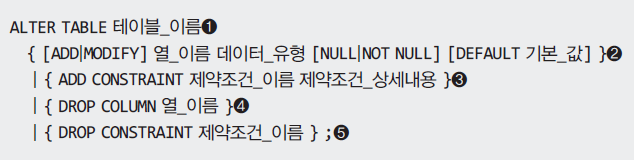 ALTER TABLE 테이블_이름❶
{ [ADD|MODIFY] 열_이름 데이터_유형 [NULL|NOT NULL] [DEFAULT 기본_값] }❷
| { ADD CONSTRAINT 제약조건_이름 제약조건_상세내용 }❸
| { DROP COLUMN 열_이름 }❹
| { DROP CONSTRAINT 제약조건_이름 } ;❺